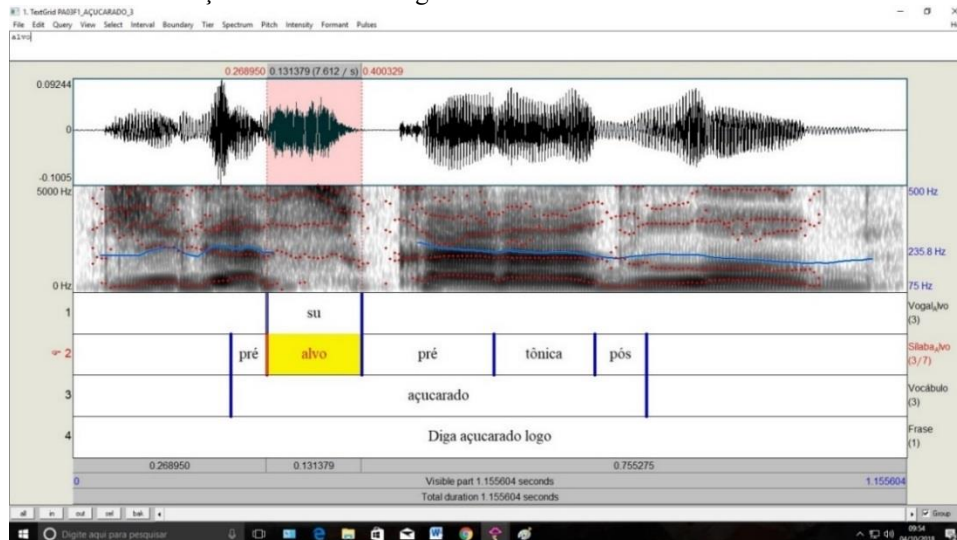 1. TextGrid PA03F1_AÇUCARADO_3
File Edit Query View Select Interval Boundary Tier Spectrum Pitch Intensity Formant Pulses
alvo
0.268950 0.131379 (7.612 / s) 0.400329
0.09244
0
-0.1005
5000 Hz 500 Hz
235.8 Hz
0 Hz 75 Hz
1 su Vogal_Alvo (3)
2 pré alvo pré tônica pós Sílaba_Alvo (3/7)
3 açucarado Vocábulo (3)
4 Diga açucarado logo Frase (1)
0.268950 0.131379 0.755275
0 Visible part 1.155604 seconds 1.155604
Total duration 1.155604 seconds
all in out sel bak Group
Digite aqui para pesquisar 09:54
04/10/2018